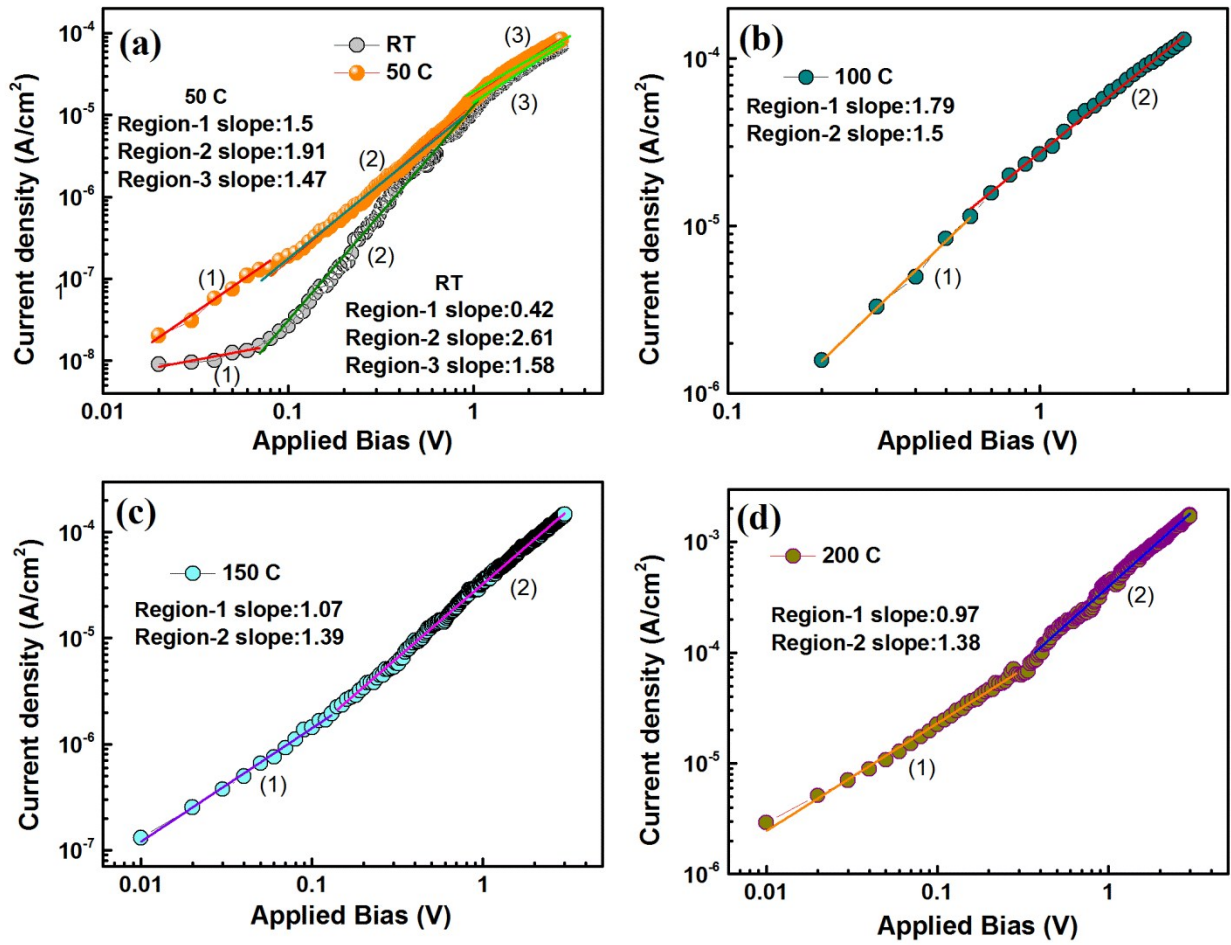 (a)
RT
50 C
50 C
Region-1 slope:1.5
Region-2 slope:1.91
Region-3 slope:1.47
(3)
(3)
(2)
(2)
(1)
(1)
RT
Region-1 slope:0.42
Region-2 slope:2.61
Region-3 slope:1.58
10⁻⁴
10⁻⁵
10⁻⁶
10⁻⁷
10⁻⁸
1
Current density (A/cm²)
0.01 0.1 1
Applied Bias (V)
(b)
100 C
Region-1 slope:1.79
Region-2 slope:1.5
(2)
(1)
10⁻⁴
10⁻⁵
10⁻⁶
Current density (A/cm²)
0.1 1
Applied Bias (V)
(c)
150 C
Region-1 slope:1.07
Region-2 slope:1.39
(2)
(1)
10⁻⁴
10⁻⁵
10⁻⁶
10⁻⁷
Current density (A/cm²)
0.01 0.1 1
Applied Bias (V)
(d)
200 C
Region-1 slope:0.97
Region-2 slope:1.38
(2)
(1)
10⁻³
10⁻⁴
10⁻⁵
10⁻⁶
Current density (A/cm²)
0.01 0.1 1
Applied Bias (V)